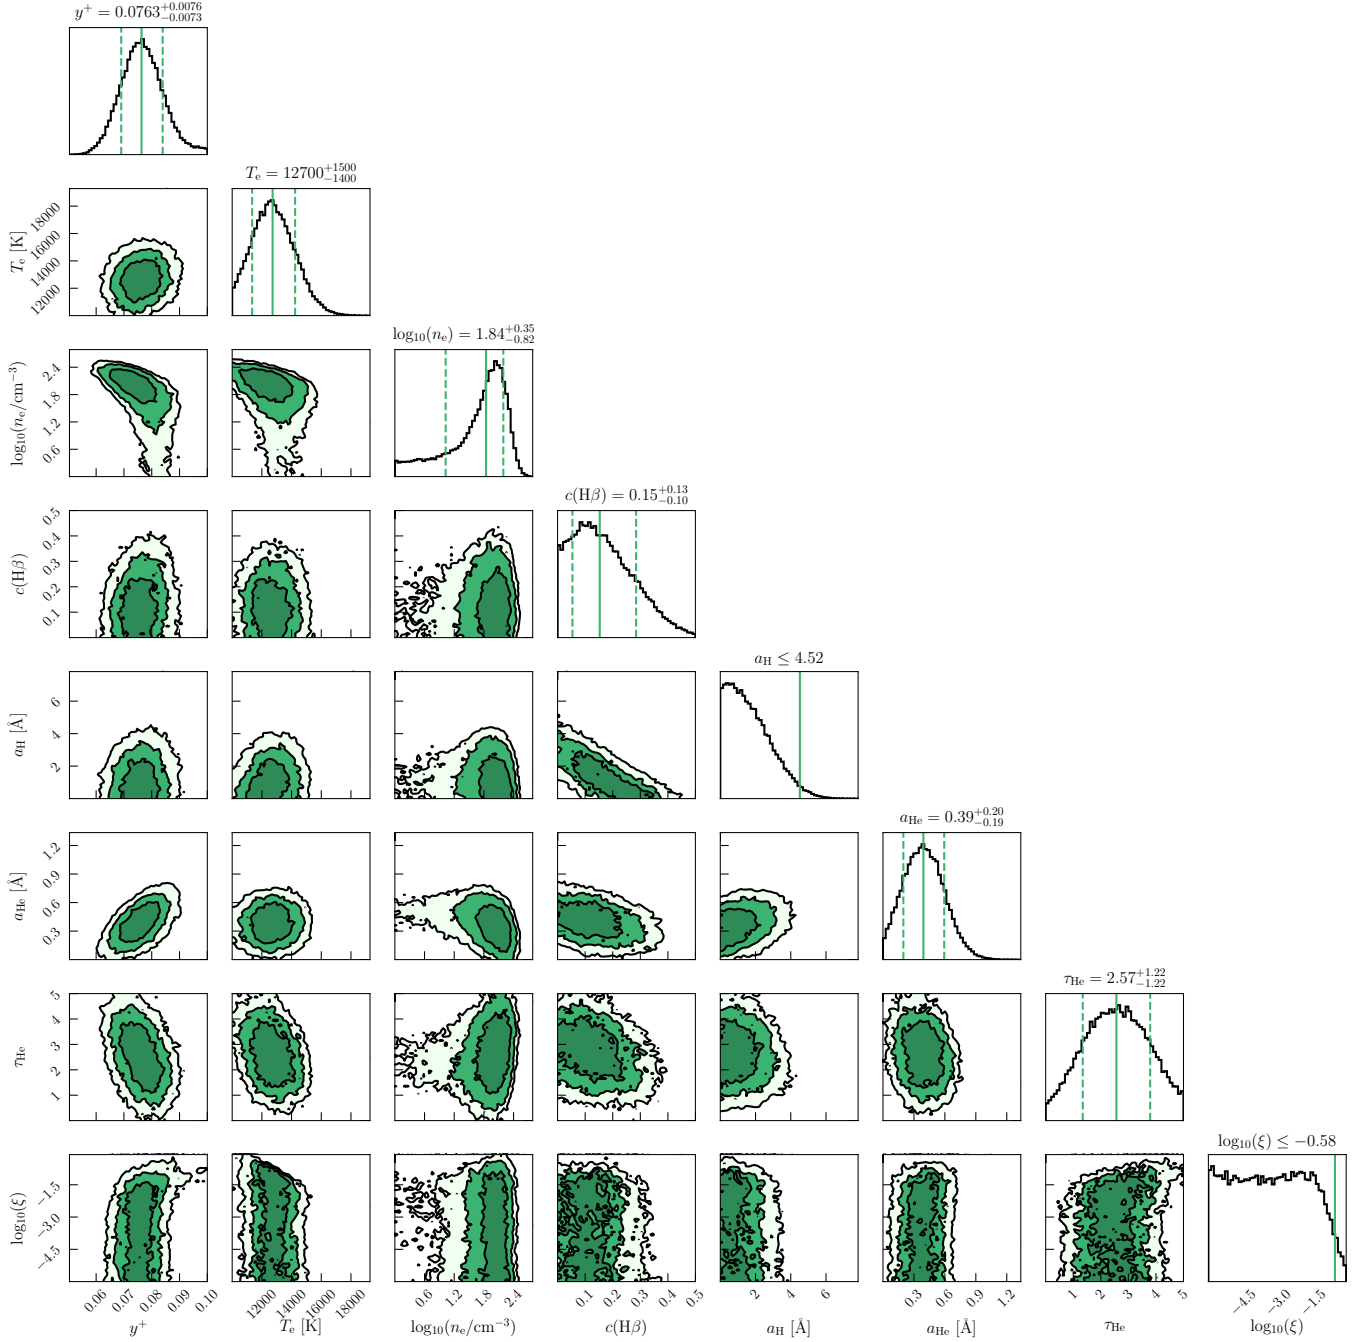 y⁺ = 0.0763⁺⁰·⁰⁰⁷⁶₋₀.₀₀₇₃
Tₑ = 12700⁺¹⁵⁰⁰₋₁₄₀₀
18000
16000
14000
12000
Tₑ [K]
log₁₀(nₑ) = 1.84⁺⁰·³⁵₋₀.₈₂
2.4
1.8
1.2
0.6
log₁₀(nₑ/cm⁻³)
c(Hβ) = 0.15⁺⁰·¹³₋₀.₁₀
0.5
0.4
0.3
0.2
0.1
c(Hβ)
a_H ≤ 4.52
6
4
2
a_H [Å]
a_He = 0.39⁺⁰·²⁰₋₀.₁₉
1.2
0.9
0.6
0.3
a_He [Å]
τ_He = 2.57⁺¹·²²₋₁.₂₂
5
4
3
2
1
τ_He
log₁₀(ξ) ≤ −0.58
−1.5
−3.0
−4.5
log₁₀(ξ)
0.06 0.07 0.08 0.09 0.10
12000 14000 16000 18000
0.6 1.2 1.8 2.4
0.1 0.2 0.3 0.4 0.5
2 4 6
0.3 0.6 0.9 1.2
1 2 3 4 5
−4.5 −3.0 −1.5
y⁺
Tₑ [K]
log₁₀(nₑ/cm⁻³)
c(Hβ)
a_H [Å]
a_He [Å]
τ_He
log₁₀(ξ)